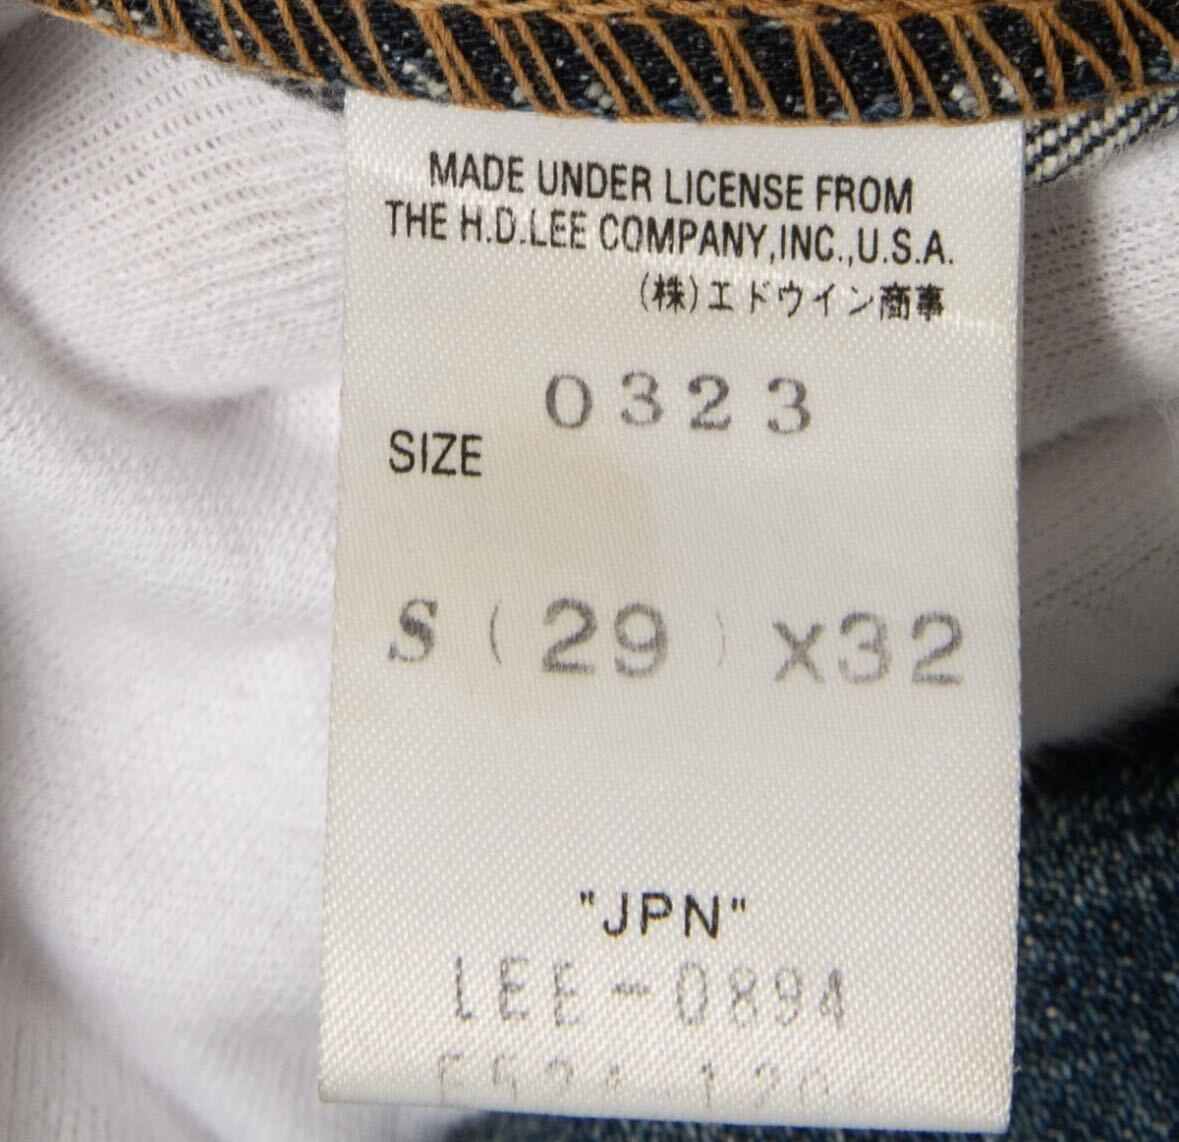 MADE UNDER LICENSE FROM
THE H.D.LEE COMPANY,INC.,U.S.A.
(株)エドウイン商事
0323
SIZE
S (29) x32
"JPN"
LEE-0894